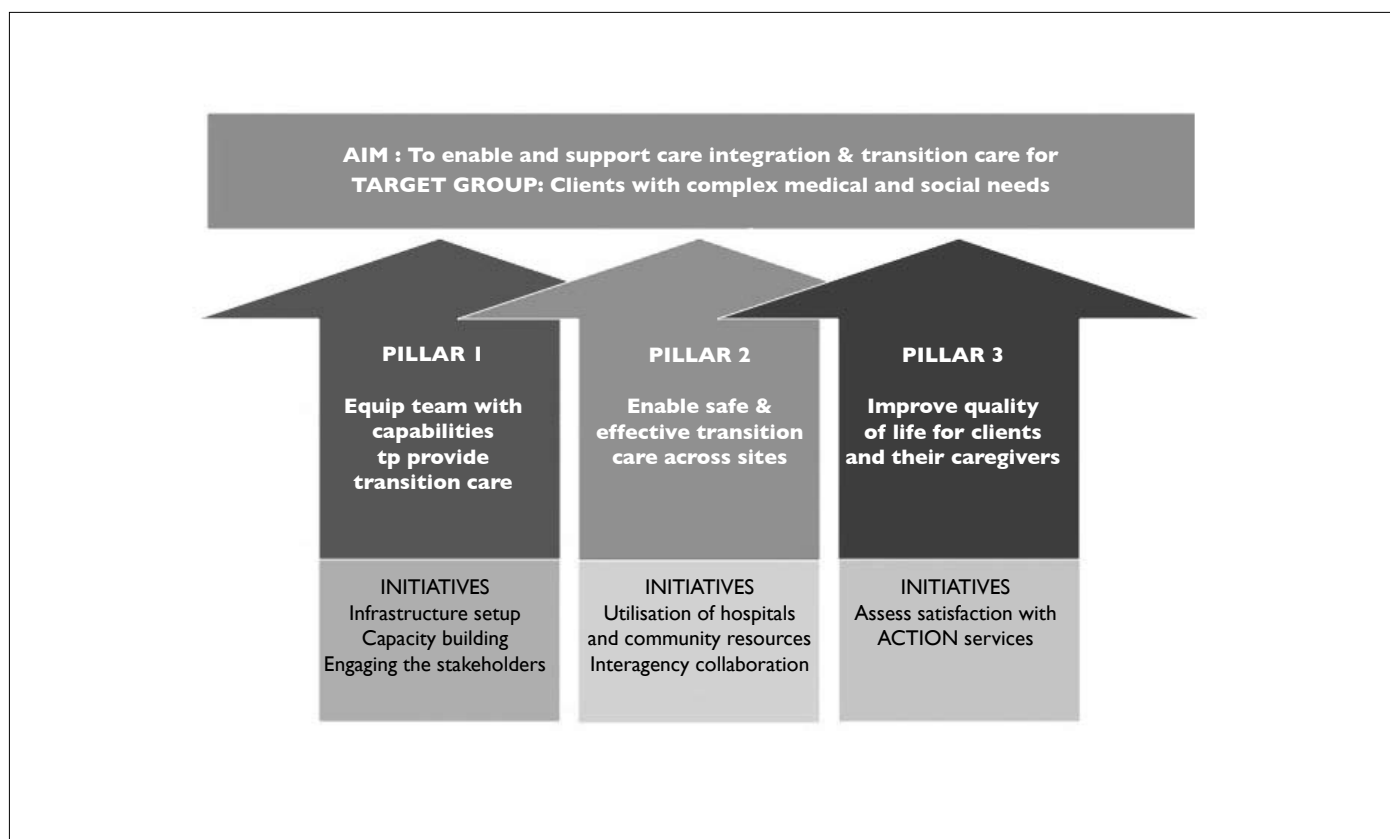 AIM : To enable and support care integration & transition care for
TARGET GROUP: Clients with complex medical and social needs
PILLAR 1
Equip team with
capabilities
tp provide
transition care
INITIATIVES
Infrastructure setup
Capacity building
Engaging the stakeholders
PILLAR 2
Enable safe &
effective transition
care across sites
INITIATIVES
Utilisation of hospitals
and community resources
Interagency collaboration
PILLAR 3
Improve quality
of life for clients
and their caregivers
INITIATIVES
Assess satisfaction with
ACTION services